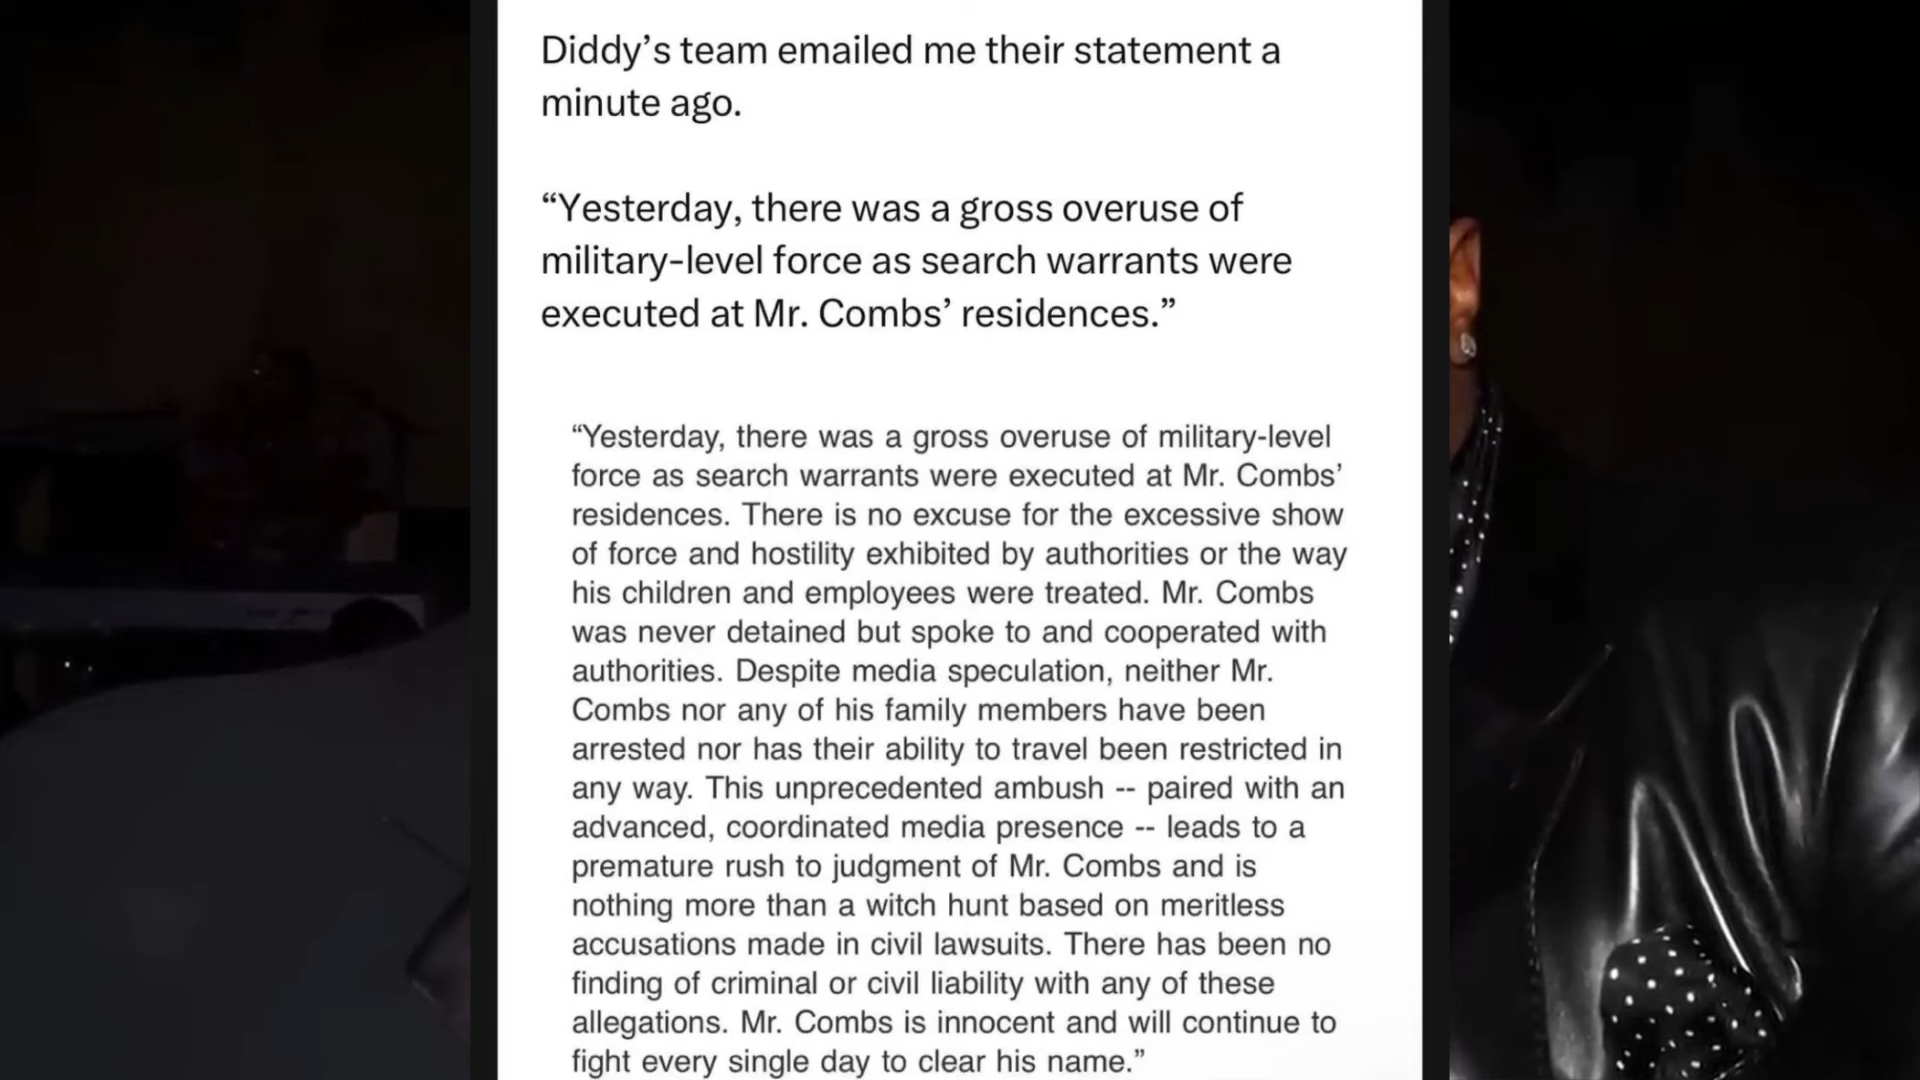 Diddy’s team emailed me their statement a
minute ago.
“Yesterday, there was a gross overuse of
military-level force as search warrants were
executed at Mr. Combs’ residences.”
“Yesterday, there was a gross overuse of military-level
force as search warrants were executed at Mr. Combs’
residences. There is no excuse for the excessive show
of force and hostility exhibited by authorities or the way
his children and employees were treated. Mr. Combs
was never detained but spoke to and cooperated with
authorities. Despite media speculation, neither Mr.
Combs nor any of his family members have been
arrested nor has their ability to travel been restricted in
any way. This unprecedented ambush -- paired with an
advanced, coordinated media presence -- leads to a
premature rush to judgment of Mr. Combs and is
nothing more than a witch hunt based on meritless
accusations made in civil lawsuits. There has been no
finding of criminal or civil liability with any of these
allegations. Mr. Combs is innocent and will continue to
fight every single day to clear his name.”